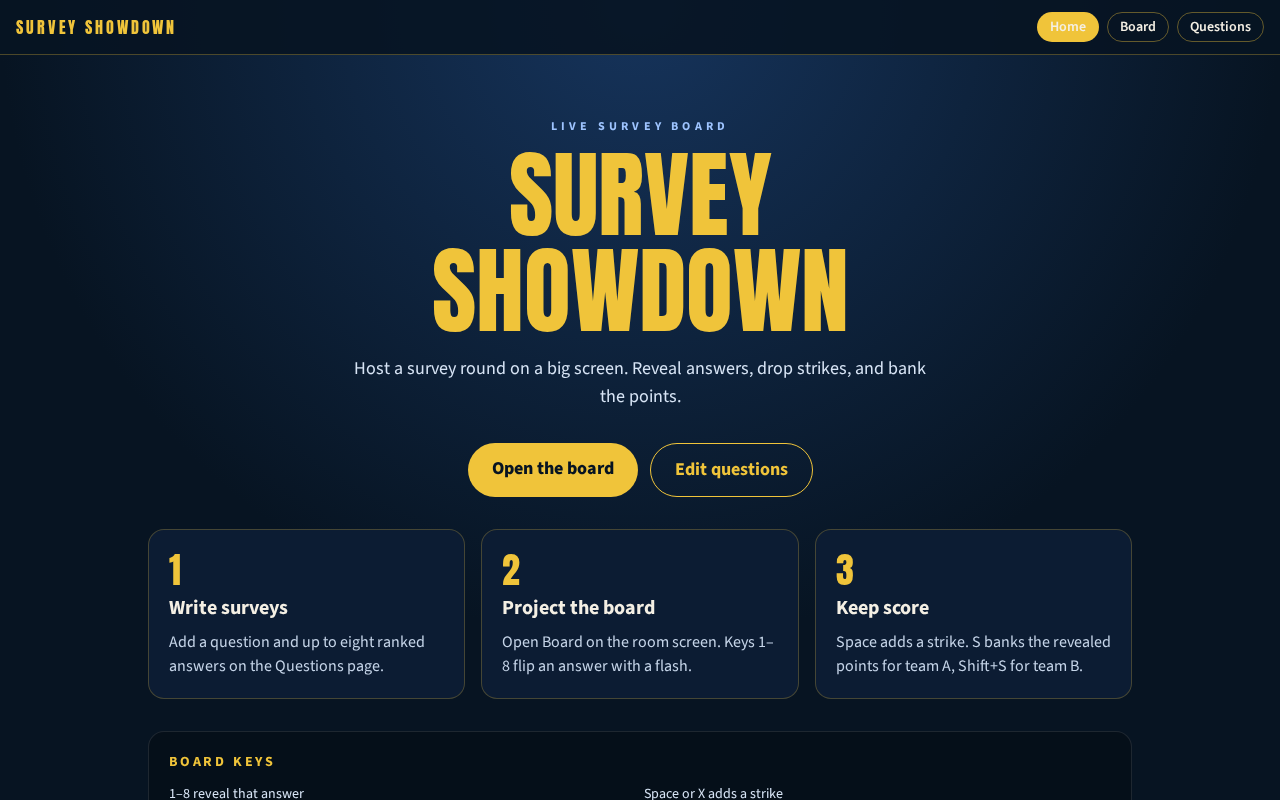 SURVEY SHOWDOWN
Home
Board
Questions
LIVE SURVEY BOARD
SURVEY
SHOWDOWN
Host a survey round on a big screen. Reveal answers, drop strikes, and bank
the points.
Open the board
Edit questions
1
Write surveys
Add a question and up to eight ranked
answers on the Questions page.
2
Project the board
Open Board on the room screen. Keys 1–
8 flip an answer with a flash.
3
Keep score
Space adds a strike. S banks the revealed
points for team A, Shift+S for team B.
BOARD KEYS
1–8 reveal that answer
Space or X adds a strike